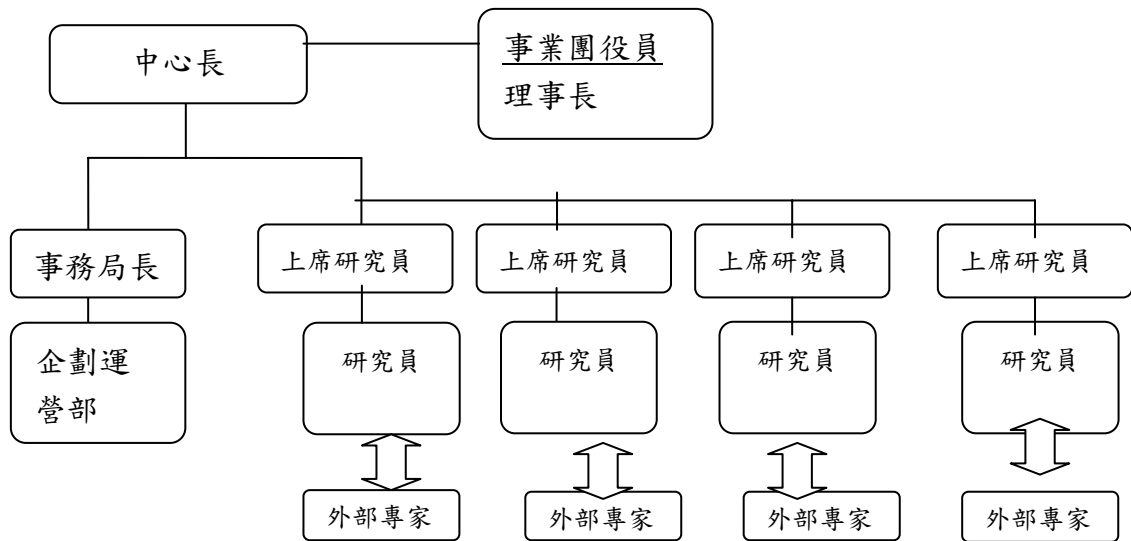 中心長
事業團役員
理事長
事務局長
上席研究員
上席研究員
上席研究員
上席研究員
企劃運
營部
研究員
研究員
研究員
研究員
外部專家
外部專家
外部專家
外部專家